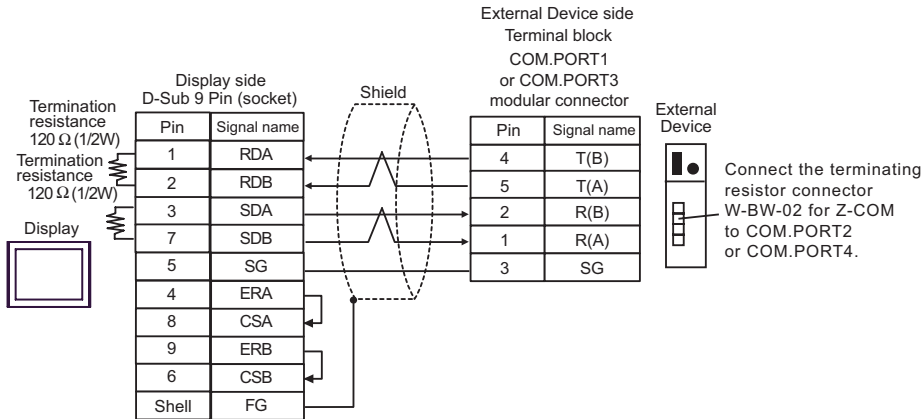 External Device side
Terminal block
COM.PORT1
or COM.PORT3
modular connector
Display side
D-Sub 9 Pin (socket)
Shield
External
Device
Termination
resistance
120 Ω (1/2W)
Termination
resistance
120 Ω (1/2W)
Display
Pin Signal name
1 RDA
2 RDB
3 SDA
7 SDB
5 SG
4 ERA
8 CSA
9 ERB
6 CSB
Shell FG
Pin Signal name
4 T(B)
5 T(A)
2 R(B)
1 R(A)
3 SG
Connect the terminating
resistor connector
W-BW-02 for Z-COM
to COM.PORT2
or COM.PORT4.